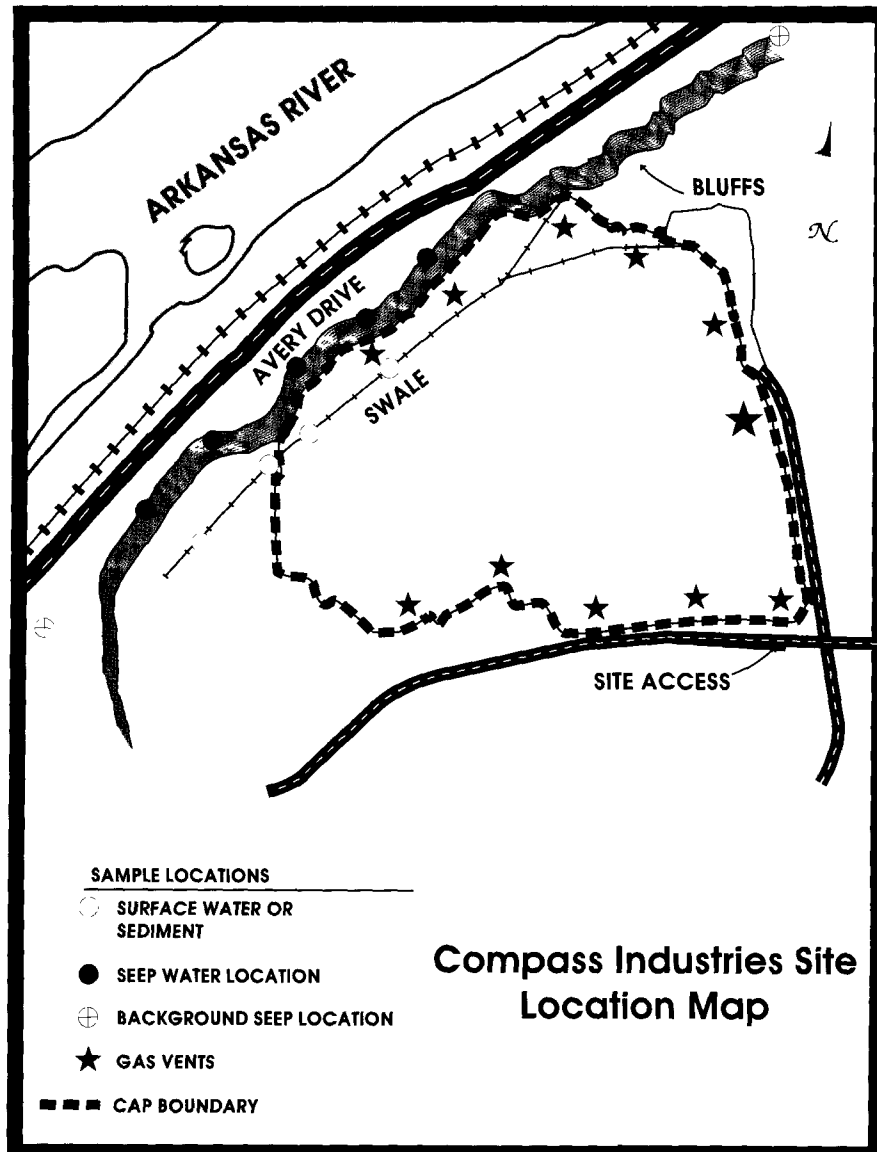 ARKANSAS RIVER
BLUFFS
N
AVERY DRIVE
SWALE
SITE ACCESS
SAMPLE LOCATIONS
SURFACE WATER OR
SEDIMENT
SEEP WATER LOCATION
BACKGROUND SEEP LOCATION
GAS VENTS
CAP BOUNDARY
Compass Industries Site
Location Map